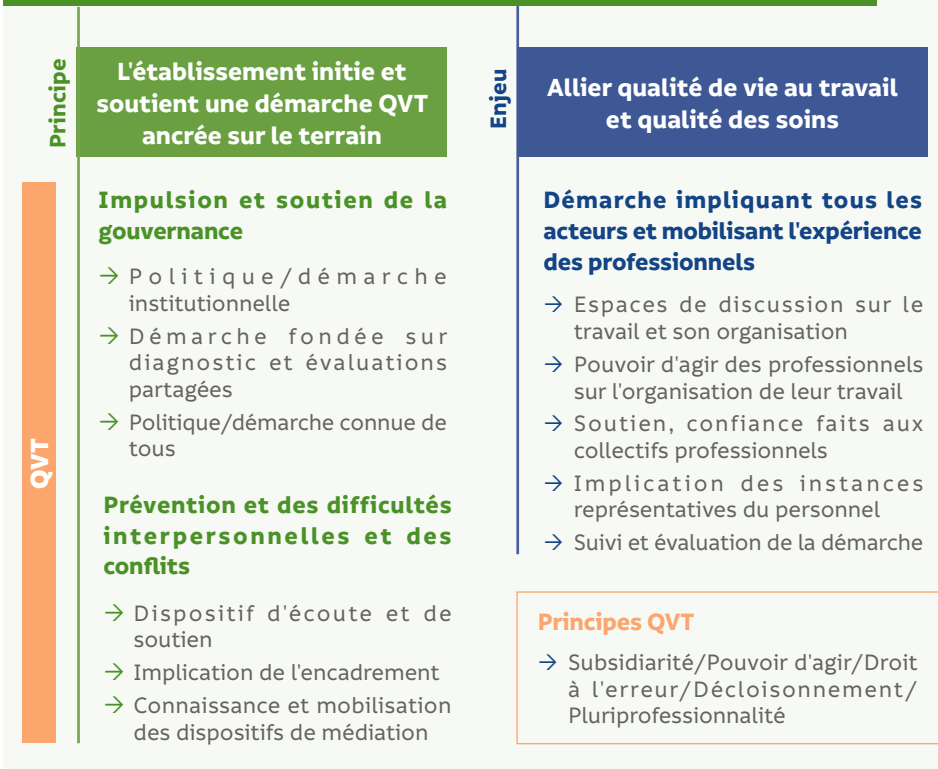 Principe
L'établissement initie et
soutient une démarche QVT
ancrée sur le terrain
QVT
Impulsion et soutien de la
gouvernance
→ Politique/démarche
institutionnelle
→ Démarche fondée sur
diagnostic et évaluations
partagées
→ Politique/démarche connue de
tous
Prévention et des difficultés
interpersonnelles et des
conflits
→ Dispositif d'écoute et de
soutien
→ Implication de l'encadrement
→ Connaissance et mobilisation
des dispositifs de médiation
Enjeu
Allier qualité de vie au travail
et qualité des soins
Démarche impliquant tous les
acteurs et mobilisant l'expérience
des professionnels
→ Espaces de discussion sur le
travail et son organisation
→ Pouvoir d'agir des professionnels
sur l'organisation de leur travail
→ Soutien, confiance faits aux
collectifs professionnels
→ Implication des instances
représentatives du personnel
→ Suivi et évaluation de la démarche
Principes QVT
→ Subsidiarité/Pouvoir d'agir/Droit
à l'erreur/Décloisonnement/
Pluriprofessionnalité